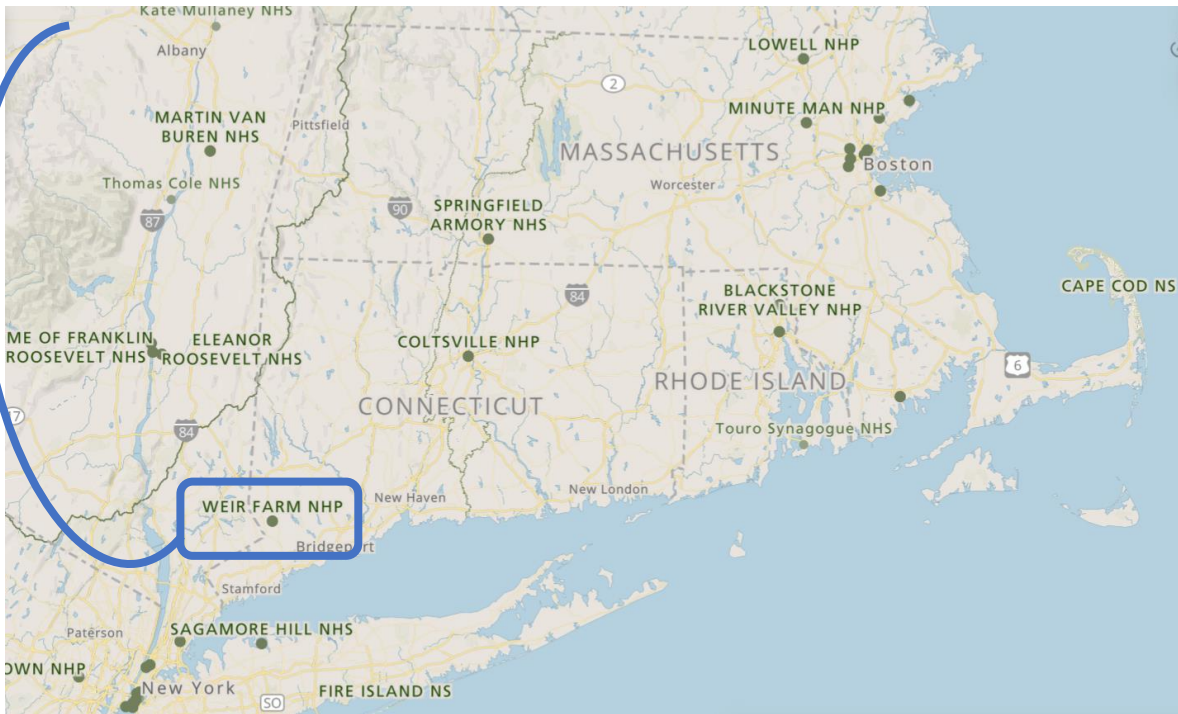 Kate Mullaney NHS
Albany
LOWELL NHP
2
MARTIN VAN
BUREN NHS
Pittsfield
MINUTE MAN NHP
MASSACHUSETTS
Boston
Thomas Cole NHS
Worcester
87
90
SPRINGFIELD
ARMORY NHS
84
BLACKSTONE
RIVER VALLEY NHP
CAPE COD NS
ME OF FRANKLIN
ROOSEVELT NHS
ELEANOR
ROOSEVELT NHS
COLTSVILLE NHP
6
RHODE ISLAND
CONNECTICUT
7
84
Touro Synagogue NHS
WEIR FARM NHP
New Haven
New London
Bridgeport
Stamford
Paterson
SAGAMORE HILL NHS
OWN NHP
New York
SO
FIRE ISLAND NS